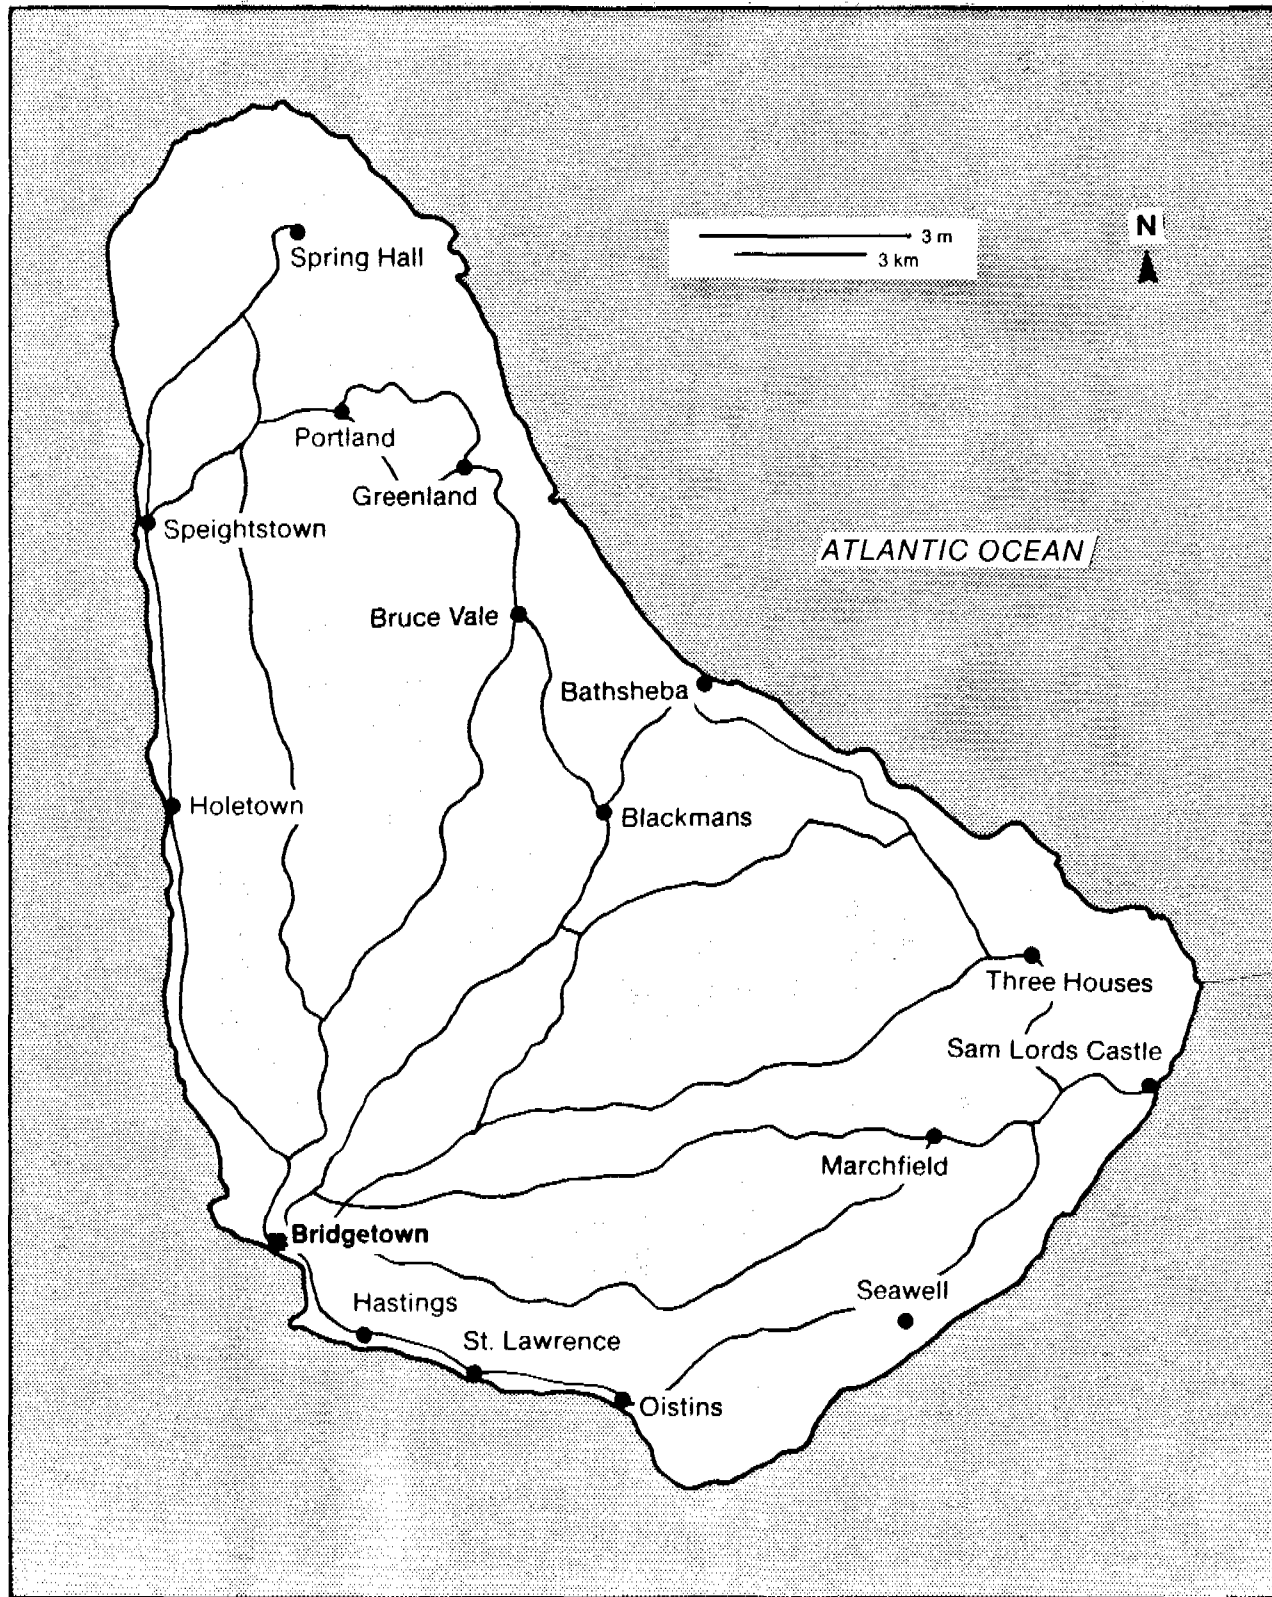 N
3 m
3 km
Spring Hall
Portland
Greenland
Speightstown
ATLANTIC OCEAN
Bruce Vale
Bathsheba
Holetown
Blackmans
Three Houses
Sam Lords Castle
Marchfield
Bridgetown
Seawell
Hastings
St. Lawrence
Oistins